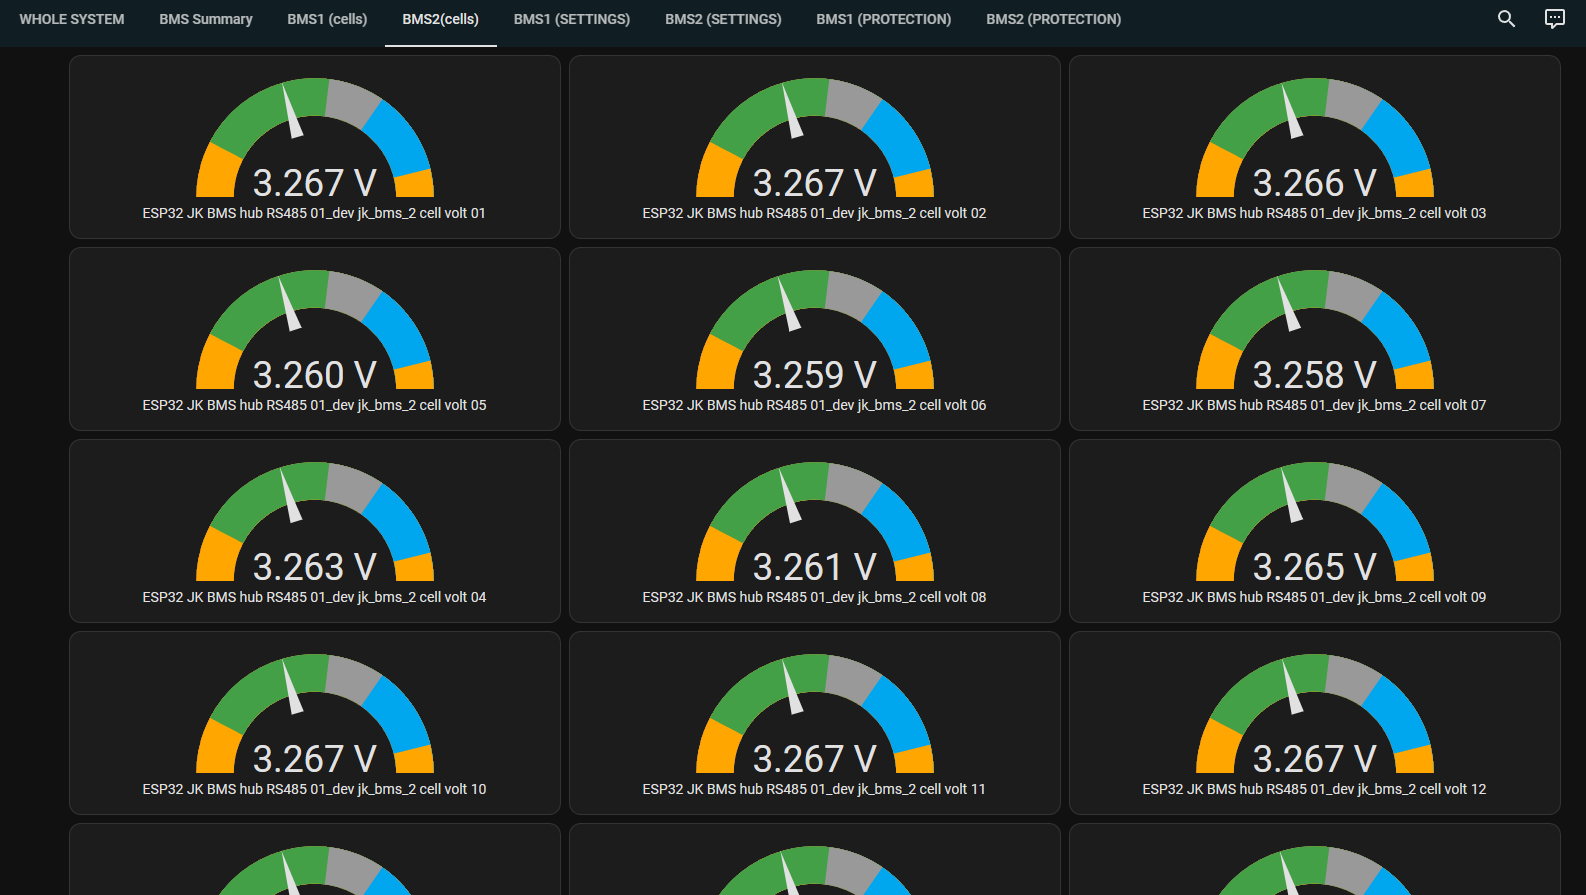 WHOLE SYSTEM BMS Summary BMS1 (cells) BMS2(cells) BMS1 (SETTINGS) BMS2 (SETTINGS) BMS1 (PROTECTION) BMS2 (PROTECTION)
3.267 V
ESP32 JK BMS hub RS485 01_dev jk_bms_2 cell volt 01
3.267 V
ESP32 JK BMS hub RS485 01_dev jk_bms_2 cell volt 02
3.266 V
ESP32 JK BMS hub RS485 01_dev jk_bms_2 cell volt 03
3.260 V
ESP32 JK BMS hub RS485 01_dev jk_bms_2 cell volt 05
3.259 V
ESP32 JK BMS hub RS485 01_dev jk_bms_2 cell volt 06
3.258 V
ESP32 JK BMS hub RS485 01_dev jk_bms_2 cell volt 07
3.263 V
ESP32 JK BMS hub RS485 01_dev jk_bms_2 cell volt 04
3.261 V
ESP32 JK BMS hub RS485 01_dev jk_bms_2 cell volt 08
3.265 V
ESP32 JK BMS hub RS485 01_dev jk_bms_2 cell volt 09
3.267 V
ESP32 JK BMS hub RS485 01_dev jk_bms_2 cell volt 10
3.267 V
ESP32 JK BMS hub RS485 01_dev jk_bms_2 cell volt 11
3.267 V
ESP32 JK BMS hub RS485 01_dev jk_bms_2 cell volt 12